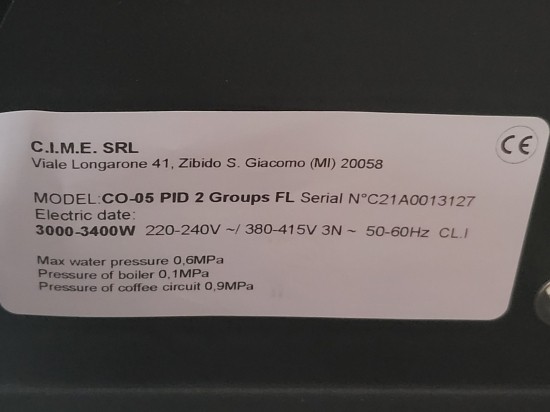 C.I.M.E. SRL
Viale Longarone 41, Zibido S. Giacomo (MI) 20058
CE
MODEL:CO-05 PID 2 Groups FL Serial N°C21A0013127
Electric date:
3000-3400W 220-240V ~/ 380-415V 3N ~ 50-60Hz CL.I
Max water pressure 0,6MPa
Pressure of boiler 0,1MPa
Pressure of coffee circuit 0,9MPa